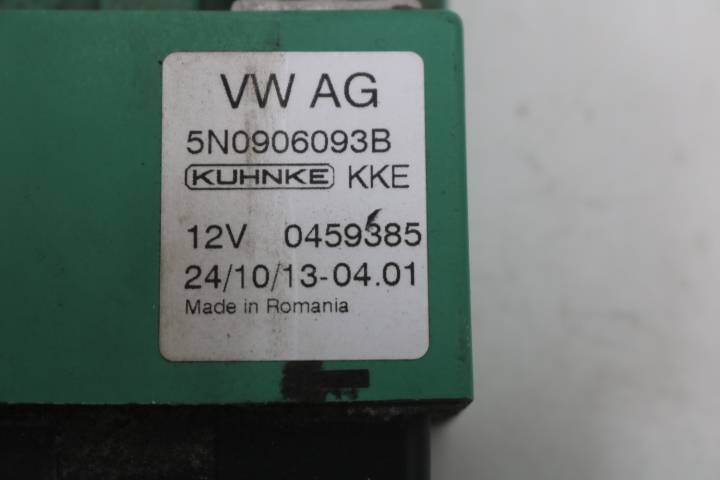 VW AG
5N0906093B
KUHNKE KKE
12V 0459385
24/10/13-04.01
Made in Romania